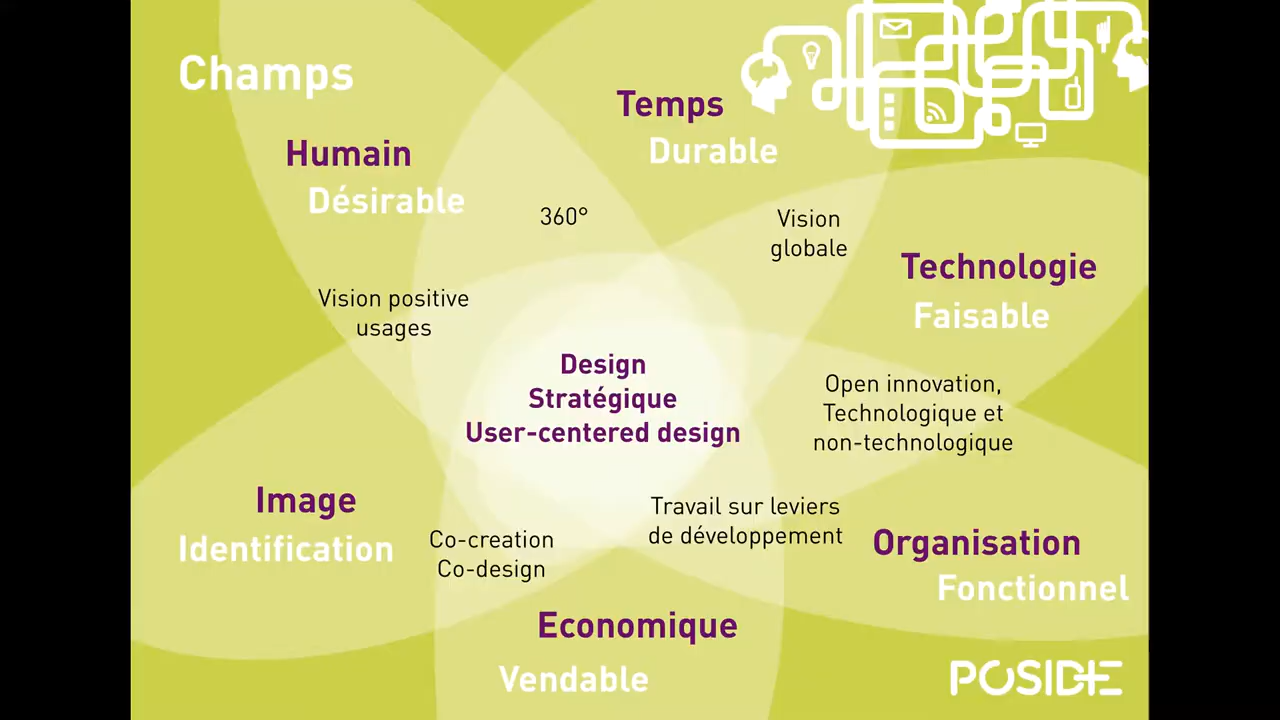 Champs
Temps
Durable
Humain
Désirable
360°
Vision
globale
Technologie
Faisable
Vision positive
usages
Design
Stratégique
User-centered design
Open innovation,
Technologique et
non-technologique
Image
Identification
Co-creation
Co-design
Travail sur leviers
de développement
Organisation
Fonctionnel
Economique
Vendable
POSIDE